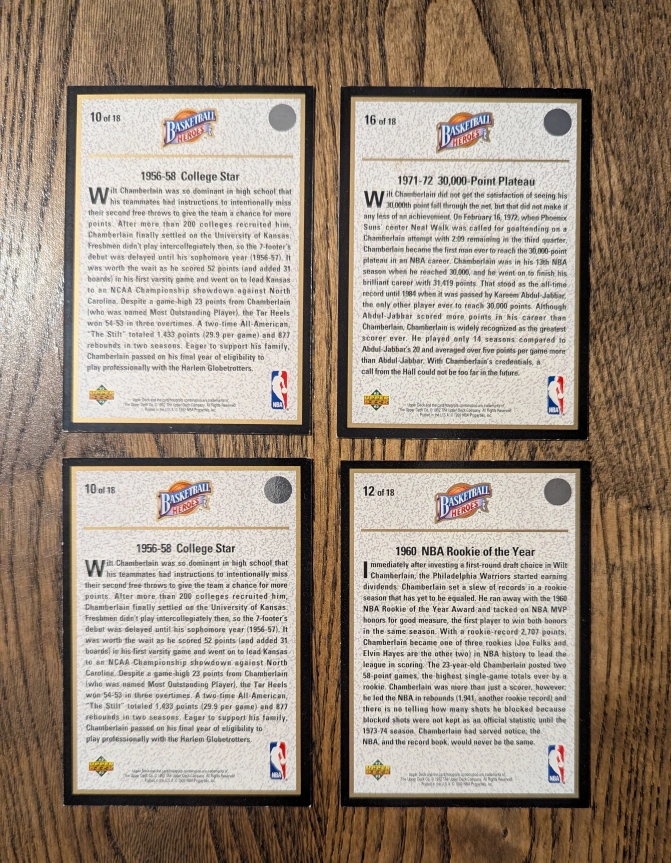 10 of 18
BASKETBALL
HEROES
1956-58 College Star
Wilt Chamberlain was so dominant in high school that
his teammates had instructions to intentionally miss
their second free throws to give the team a chance for more
points. After more than 200 colleges recruited him,
Chamberlain finally settled on the University of Kansas.
Freshmen didn't play intercollegiately then, so the 7-footer's
debut was delayed until his sophomore year (1956-57). It
was worth the wait as he scored 52 points (and added 31
boards) in his first varsity game and went on to lead Kansas
to an NCAA Championship showdown against North
Carolina. Despite a game-high 23 points from Chamberlain
(who was named Most Outstanding Player), the Tar Heels
won 54-53 in three overtimes. A two-time All-American,
"The Stilt" totaled 1,433 points (29.9 per game) and 877
rebounds in two seasons. Eager to support his family,
Chamberlain passed on his final year of eligibility to
play professionally with the Harlem Globetrotters.
UPPER DECK
NBA
16 of 18
BASKETBALL
HEROES
1971-72 30,000-Point Plateau
Wilt Chamberlain did not get the satisfaction of seeing his
30,000th point fall through the net, but that did not make it
any less of an achievement. On February 16, 1972, when Phoenix
Suns' center Neal Walk was called for goaltending on a
Chamberlain attempt with 2:09 remaining in the third quarter,
Chamberlain became the first man ever to reach the 30,000-point
plateau in an NBA career. Chamberlain was in his 13th NBA
season when he reached 30,000, and he went on to finish his
brilliant career with 31,419 points. That stood as the all-time
record until 1984 when it was passed by Kareem Abdul-Jabbar,
the only other player ever to reach 30,000 points. Although
Abdul-Jabbar scored more points in his career than
Chamberlain, Chamberlain is widely recognized as the greatest
scorer ever. He played only 14 seasons compared to
Abdul-Jabbar's 20 and averaged over five points per game more
than Abdul-Jabbar. With Chamberlain's credentials, a
call from the Hall could not be too far in the future.
UPPER DECK
NBA
10 of 18
BASKETBALL
HEROES
1956-58 College Star
Wilt Chamberlain was so dominant in high school that
his teammates had instructions to intentionally miss
their second free throws to give the team a chance for more
points. After more than 200 colleges recruited him,
Chamberlain finally settled on the University of Kansas.
Freshmen didn't play intercollegiately then, so the 7-footer's
debut was delayed until his sophomore year (1956-57). It
was worth the wait as he scored 52 points (and added 31
boards) in his first varsity game and went on to lead Kansas
to an NCAA Championship showdown against North
Carolina. Despite a game-high 23 points from Chamberlain
(who was named Most Outstanding Player), the Tar Heels
won 54-53 in three overtimes. A two-time All-American,
"The Stilt" totaled 1,433 points (29.9 per game) and 877
rebounds in two seasons. Eager to support his family,
Chamberlain passed on his final year of eligibility to
play professionally with the Harlem Globetrotters.
UPPER DECK
NBA
12 of 18
BASKETBALL
HEROES
1960 NBA Rookie of the Year
Immediately after investing a first-round draft choice in Wilt
Chamberlain, the Philadelphia Warriors started earning
dividends. Chamberlain set a slew of records in a rookie
season that has yet to be equaled. He ran away with the 1960
NBA Rookie of the Year Award and tacked on NBA MVP
honors for good measure, the first player to win both honors
in the same season. With a rookie-record 2,707 points,
Chamberlain became one of three rookies (Joe Fulks and
Elvin Hayes are the other two) in NBA history to lead the
league in scoring. The 23-year-old Chamberlain posted two
58-point games, the highest single-game totals ever by a
rookie. Chamberlain was more than just a scorer, however;
he led the NBA in rebounds (1,941, another rookie record) and
there is no telling how many shots he blocked because
blocked shots were not kept as an official statistic until the
1973-74 season. Chamberlain had served notice; the
NBA, and the record book, would never be the same.
UPPER DECK
NBA